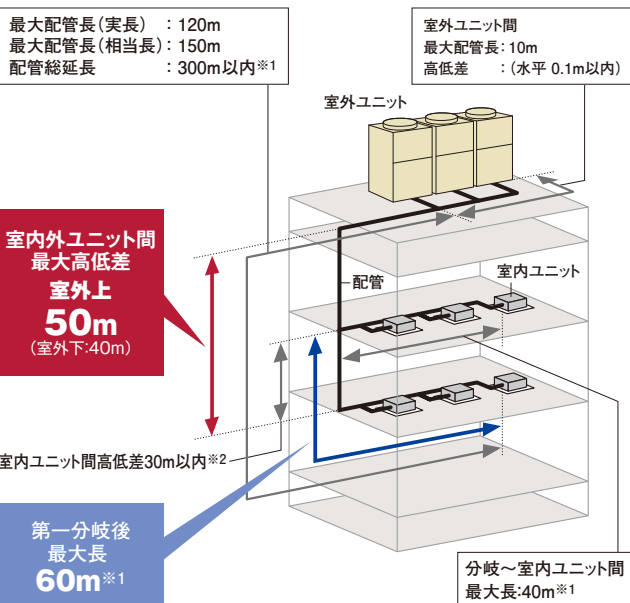 最大配管長(実長) : 120m
最大配管長(相当長) : 150m
配管総延長 : 300m以内※1
室外ユニット間
最大配管長 : 10m
高低差 : (水平 0.1m以内)
室外ユニット
室内外ユニット間
最大高低差
室外上
50m
(室外下:40m)
配管
室内ユニット
室内ユニット間高低差30m以内※2
第一分岐後
最大長
60m※1
分岐～室内ユニット間
最大長:40m※1